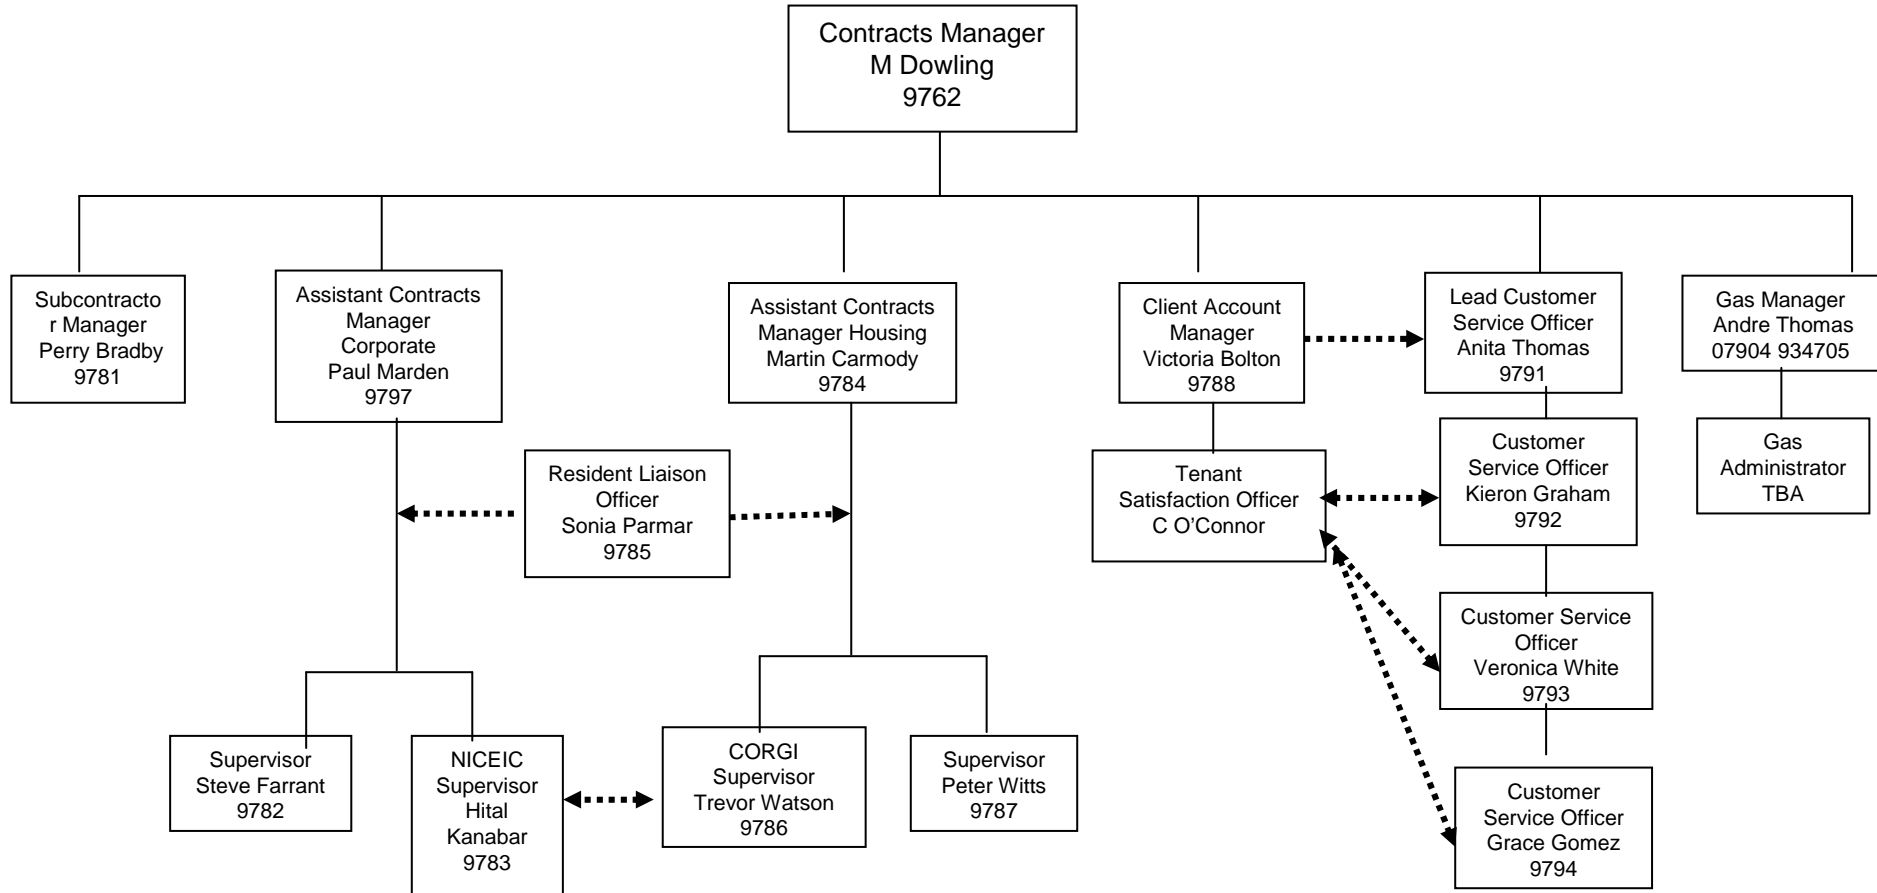 Contracts Manager
M Dowling
9762
Subcontracto
r Manager
Perry Bradby
9781
Assistant Contracts
Manager
Corporate
Paul Marden
9797
Assistant Contracts
Manager Housing
Martin Carmody
9784
Client Account
Manager
Victoria Bolton
9788
Lead Customer
Service Officer
Anita Thomas
9791
Gas Manager
Andre Thomas
07904 934705
Resident Liaison
Officer
Sonia Parmar
9785
Tenant
Satisfaction Officer
C O’Connor
Customer
Service Officer
Kieron Graham
9792
Gas
Administrator
TBA
Customer Service
Officer
Veronica White
9793
Supervisor
Steve Farrant
9782
NICEIC
Supervisor
Hital
Kanabar
9783
CORGI
Supervisor
Trevor Watson
9786
Supervisor
Peter Witts
9787
Customer
Service Officer
Grace Gomez
9794